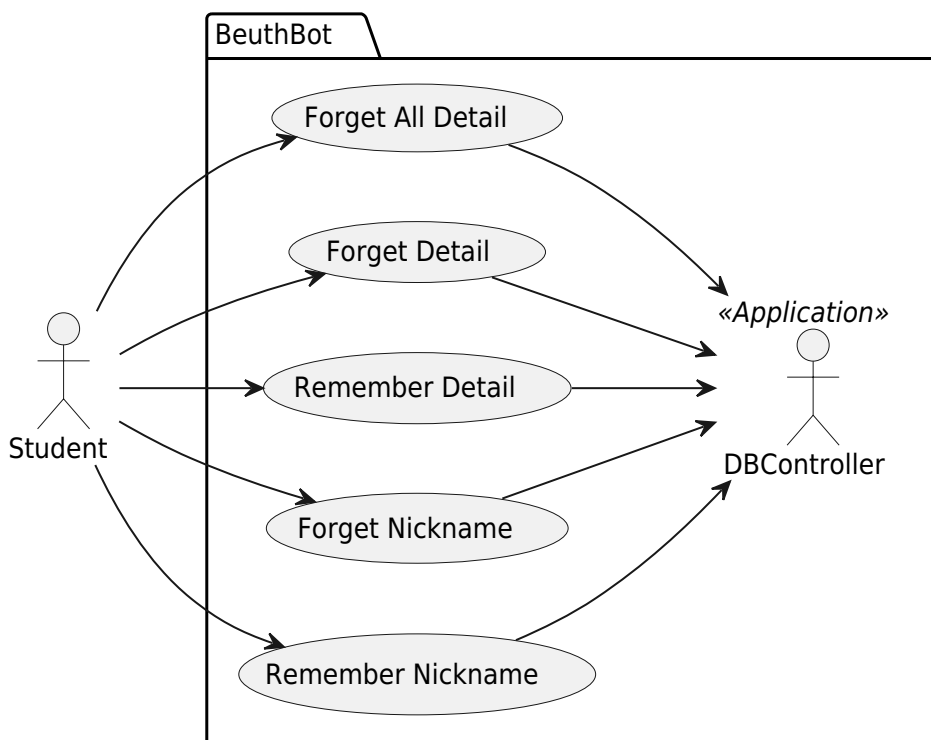 BeuthBot
Forget All Detail
Forget Detail
«Application»
Remember Detail
Student
DBController
Forget Nickname
Remember Nickname